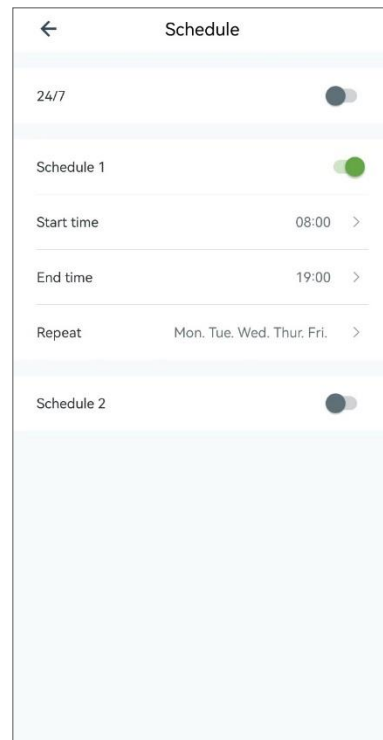 Schedule
24/7
Schedule 1
Start time 08:00
End time 19:00
Repeat Mon. Tue. Wed. Thur. Fri.
Schedule 2